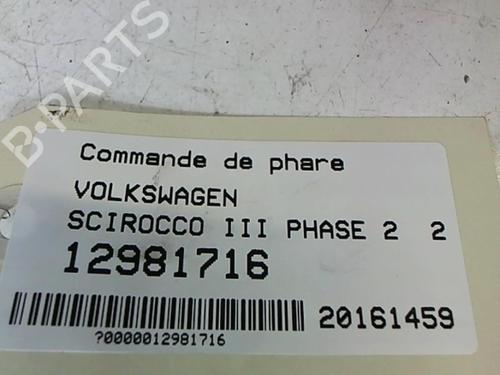 B-PARTS
Commande de phare
VOLKSWAGEN
SCIROCCO III PHASE 2 2
12981716
20161459
?0000012981716